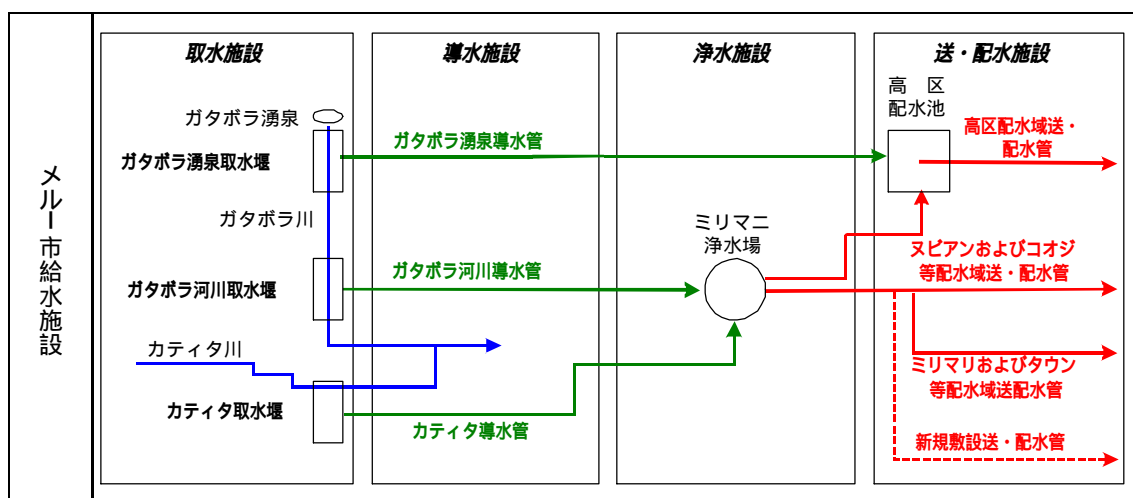 メルー市給水施設
取水施設
導水施設
浄水施設
送・配水施設
ガタボラ湧泉
ガタボラ湧泉取水堰
ガタボラ川
ガタボラ河川取水堰
カティタ川
カティタ取水堰
ガタボラ湧泉導水管
ガタボラ河川導水管
カティタ導水管
ミリマニ
浄水場
高　区
配水池
高区配水域送・
配水管
ヌビアンおよびコオジ
等配水域送・配水管
ミリマリおよびタウン
等配水域送配水管
新規敷設送・配水管